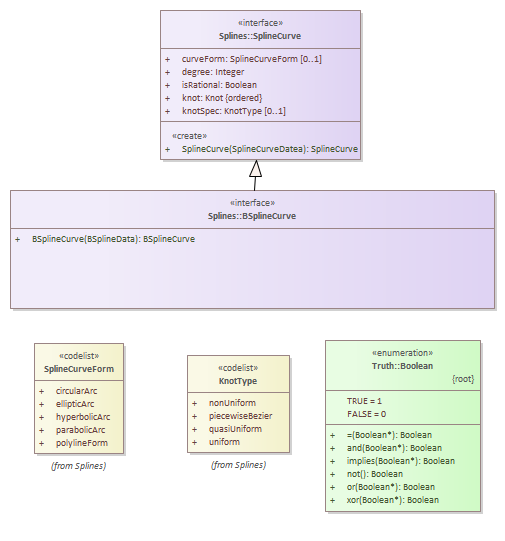 «interface»
Splines::SplineCurve
+ curveForm: SplineCurveForm [0..1]
+ degree: Integer
+ isRational: Boolean
+ knot: Knot {ordered}
+ knotSpec: KnotType [0..1]
«create»
+ SplineCurve(SplineCurveDatea): SplineCurve
«interface»
Splines::BSplineCurve
+ BSplineCurve(BSplineData): BSplineCurve
«codelist»
SplineCurveForm
+ circularArc
+ ellipticArc
+ hyperbolicArc
+ parabolicArc
+ polylineForm
(from Splines)
«codelist»
KnotType
+ nonUniform
+ piecewiseBezier
+ quasiUniform
+ uniform
(from Splines)
«enumeration»
Truth::Boolean
{root}
TRUE = 1
FALSE = 0
+ =(Boolean*): Boolean
+ and(Boolean*): Boolean
+ implies(Boolean*): Boolean
+ not(): Boolean
+ or(Boolean*): Boolean
+ xor(Boolean*): Boolean